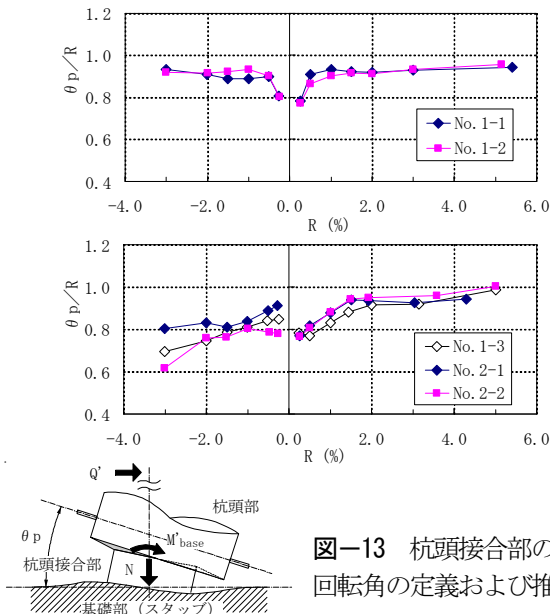 1.2
1.0
0.8
0.6
0.4
θp/R
-4.0 -2.0 0.0 2.0 4.0 6.0
R (%)
No.1-1
No.1-2
1.2
1.0
0.8
0.6
0.4
θp/R
-4.0 -2.0 0.0 2.0 4.0 6.0
R (%)
No.1-3
No.2-1
No.2-2
Q'
杭頭部
θp
M'base
杭頭接合部
N
基礎部（スタッブ）
図－13 杭頭接合部の
回転角の定義および推